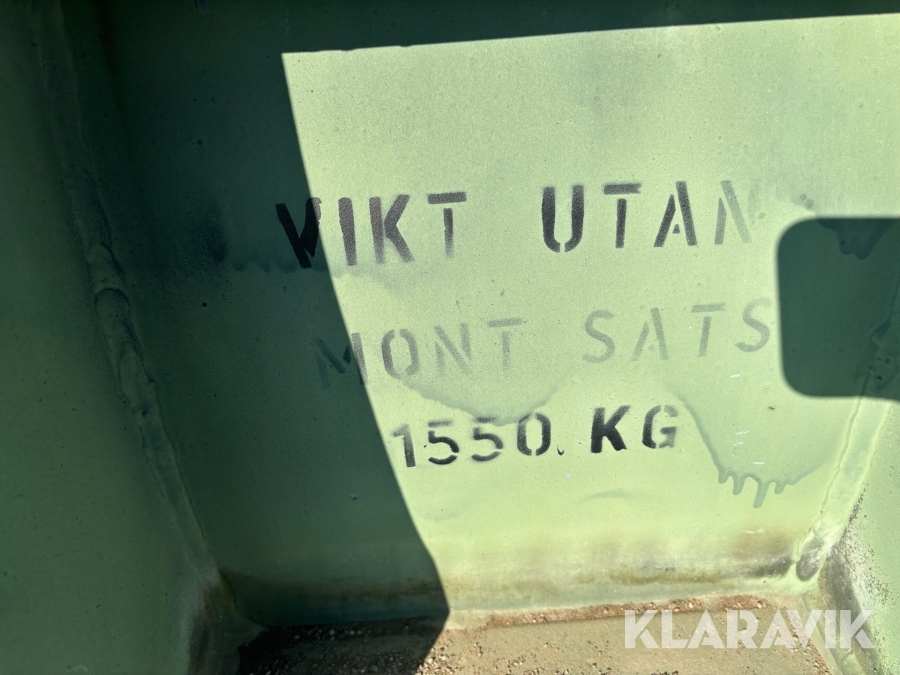 VIKT UTAN
MONT SATS
1550 KG
KLARAVIK